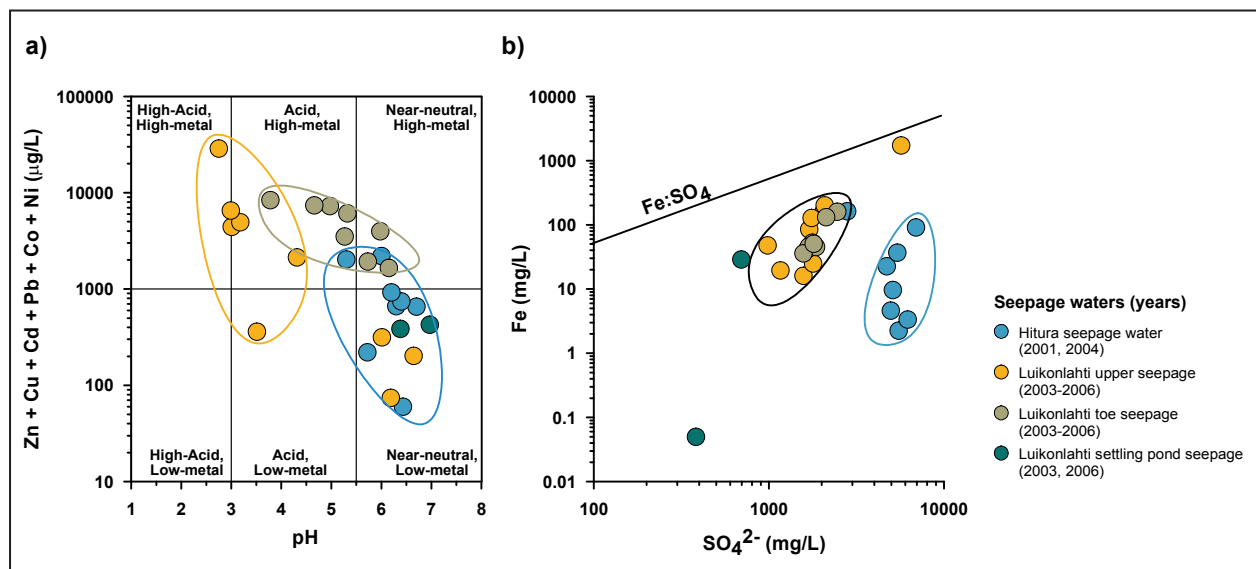 a)
Zn + Cu + Cd + Pb + Co + Ni (µg/L)
100000
10000
1000
100
10
High-Acid,
High-metal
Acid,
High-metal
Near-neutral,
High-metal
High-Acid,
Low-metal
Acid,
Low-metal
Near-neutral,
Low-metal
1 2 3 4 5 6 7 8
pH
b)
Fe (mg/L)
10000
1000
100
10
1
0.1
0.01
Fe:SO4
100 1000 10000
SO4 2- (mg/L)
Seepage waters (years)
Hitura seepage water
(2001, 2004)
Luikonlahti upper seepage
(2003-2006)
Luikonlahti toe seepage
(2003-2006)
Luikonlahti settling pond seepage
(2003, 2006)